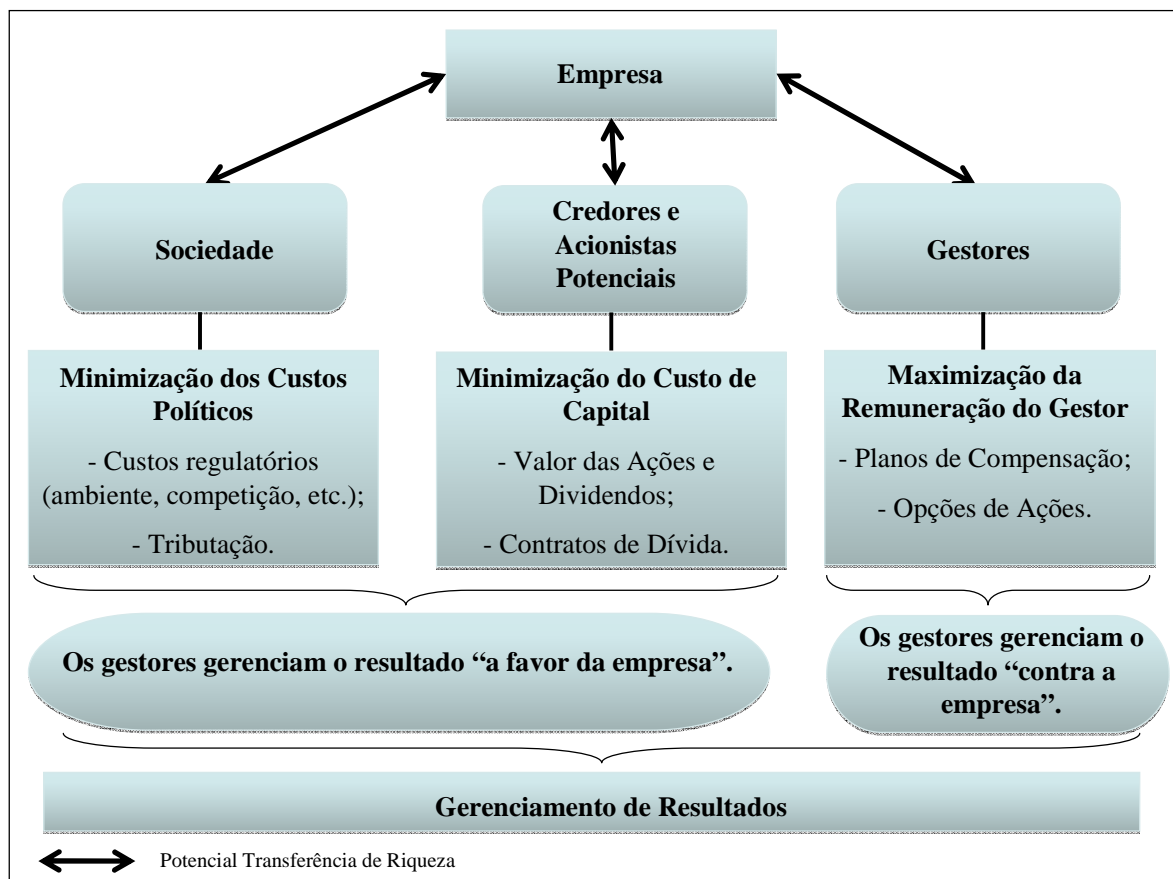 Empresa
Sociedade
Credores e
Acionistas
Potenciais
Gestores
Minimização dos Custos
Políticos
- Custos regulatórios
(ambiente, competição, etc.);
- Tributação.
Minimização do Custo de
Capital
- Valor das Ações e
Dividendos;
- Contratos de Dívida.
Maximização da
Remuneração do Gestor
- Planos de Compensação;
- Opções de Ações.
Os gestores gerenciam o resultado “a favor da empresa”.
Os gestores gerenciam o
resultado “contra a
empresa”.
Gerenciamento de Resultados
Potencial Transferência de Riqueza